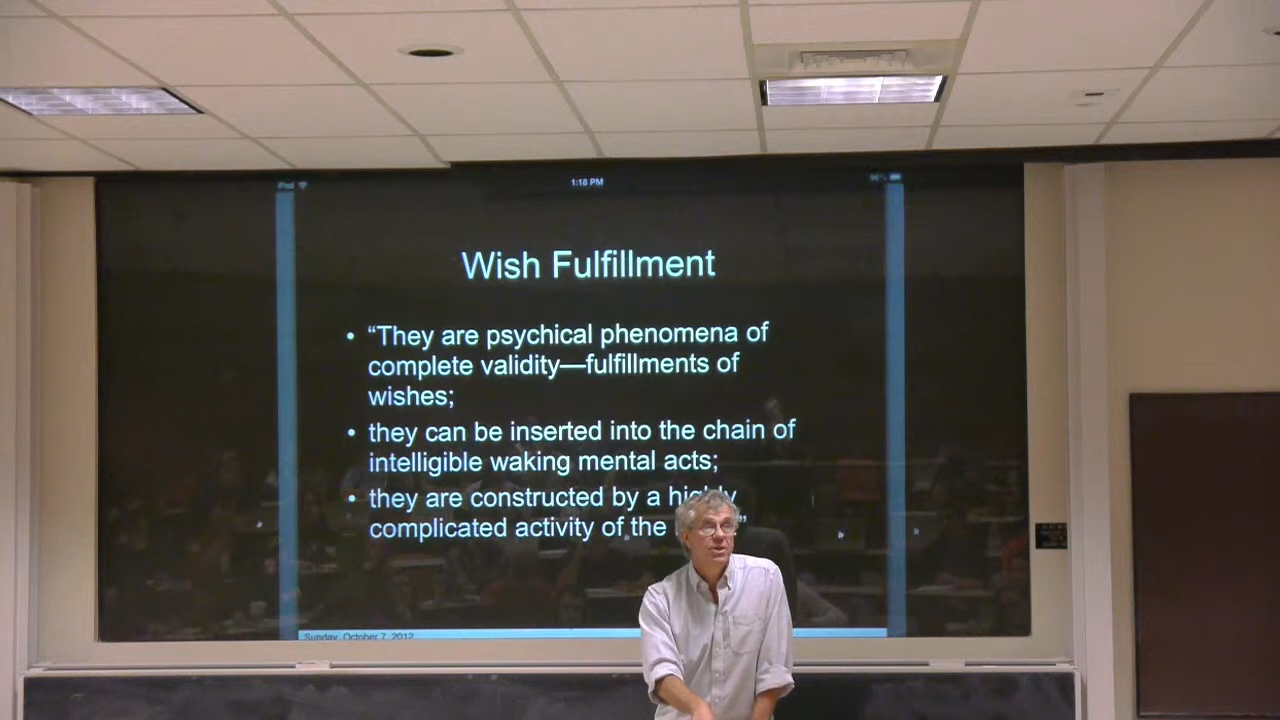 iPad
1:18 PM
Wish Fulfillment
• “They are psychical phenomena of
complete validity—fulfillments of
wishes;
• they can be inserted into the chain of
intelligible waking mental acts;
• they are constructed by a highly
complicated activity of the ”
Sunday, October 7, 2012